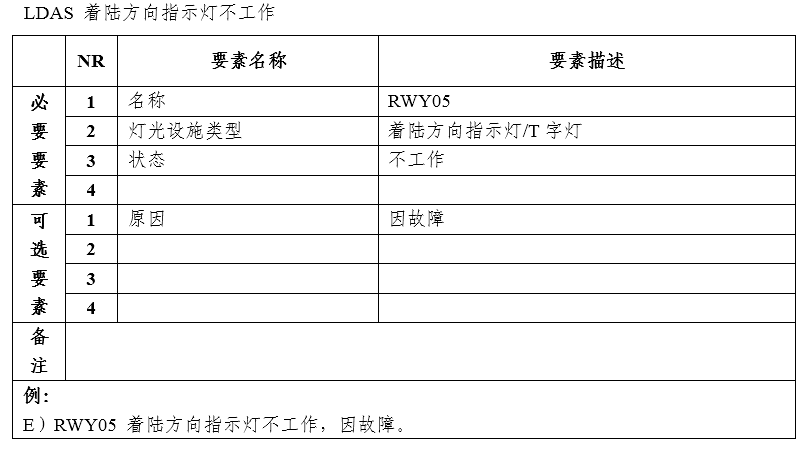 LDAS 着陆方向指示灯不工作
NR 要素名称 要素描述
必要要素
1 名称 RWY05
2 灯光设施类型 着陆方向指示灯/T 字灯
3 状态 不工作
4
可选要素
1 原因 因故障
2
3
4
备注
例：
E）RWY05 着陆方向指示灯不工作，因故障。